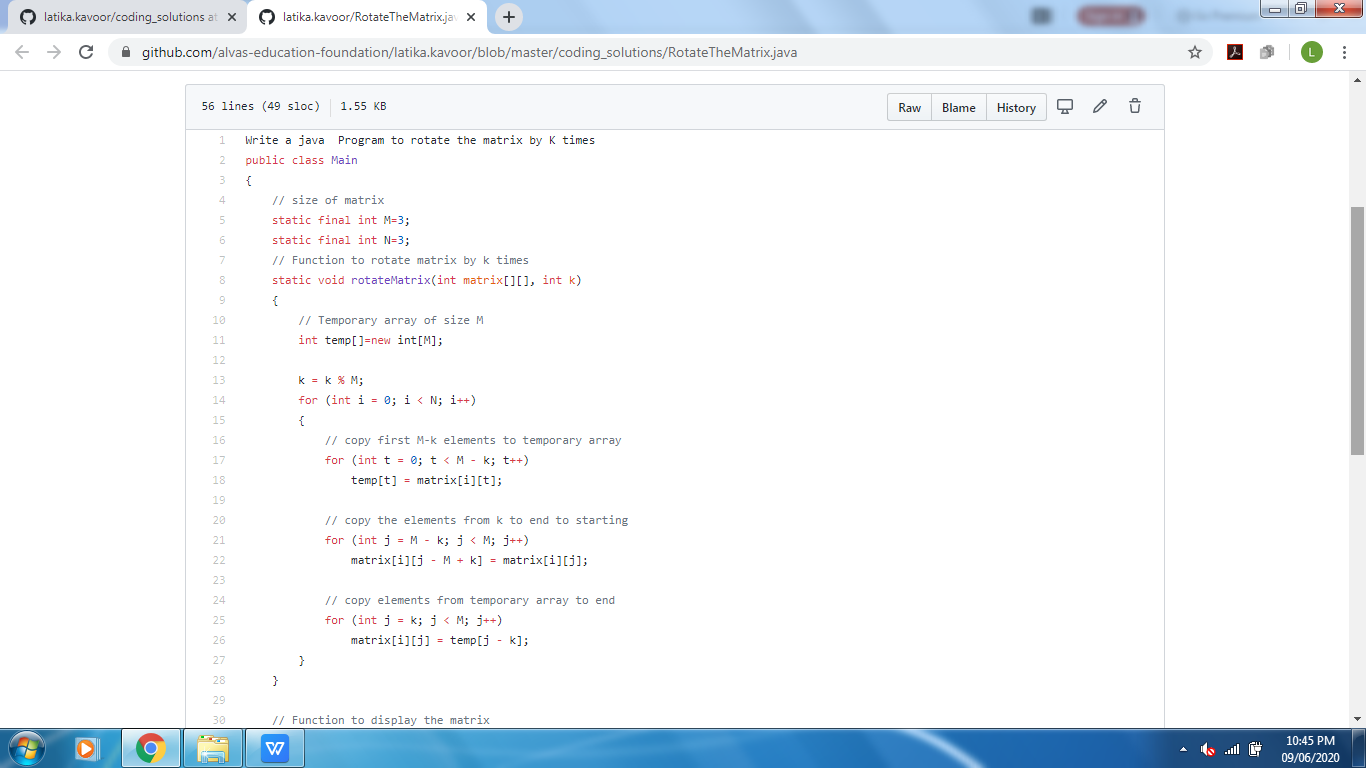 latika.kavoor/coding_solutions at
latika.kavoor/RotateTheMatrix.jav
github.com/alvas-education-foundation/latika.kavoor/blob/master/coding_solutions/RotateTheMatrix.java
L
56 lines (49 sloc) 1.55 KB
Raw Blame History
1 Write a java  Program to rotate the matrix by K times
2 public class Main
3 {
4     // size of matrix
5     static final int M=3;
6     static final int N=3;
7     // Function to rotate matrix by k times
8     static void rotateMatrix(int matrix[][], int k)
9     {
10         // Temporary array of size M
11         int temp[]=new int[M];
12
13         k = k % M;
14         for (int i = 0; i < N; i++)
15         {
16             // copy first M-k elements to temporary array
17             for (int t = 0; t < M - k; t++)
18                 temp[t] = matrix[i][t];
19
20             // copy the elements from k to end to starting
21             for (int j = M - k; j < M; j++)
22                 matrix[i][j - M + k] = matrix[i][j];
23
24             // copy elements from temporary array to end
25             for (int j = k; j < M; j++)
26                 matrix[i][j] = temp[j - k];
27         }
28     }
29
30     // Function to display the matrix
W
10:45 PM
09/06/2020